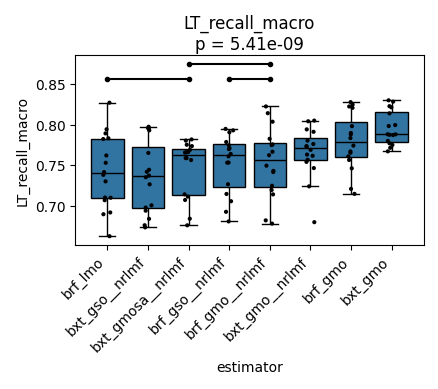 LT_recall_macro
p = 5.41e-09
LT_recall_macro
0.85
0.80
0.75
0.70
brf_lmo
bxt_gso__nrlmf
bxt_gmosa__nrlmf
brf_gso__nrlmf
brf_gmo__nrlmf
bxt_gmo__nrlmf
brf_gmo
bxt_gmo
estimator